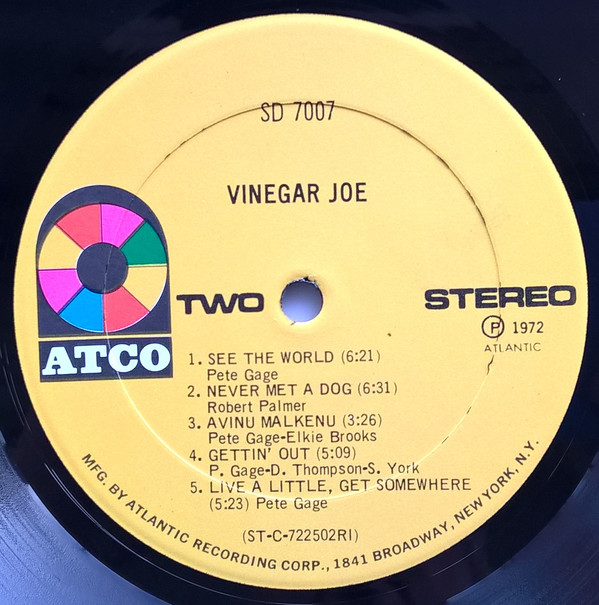 SD 7007
VINEGAR JOE
ATCO
TWO
STEREO
Ⓟ 1972
ATLANTIC
1. SEE THE WORLD (6:21)
Pete Gage
2. NEVER MET A DOG (6:31)
Robert Palmer
3. AVINU MALKENU (3:26)
Pete Gage-Elkie Brooks
4. GETTIN' OUT (5:09)
P. Gage-D. Thompson-S. York
5. LIVE A LITTLE, GET SOMEWHERE
(5:23) Pete Gage
(ST-C-722502RI)
MFG. BY ATLANTIC RECORDING CORP., 1841 BROADWAY, NEW YORK, N.Y.